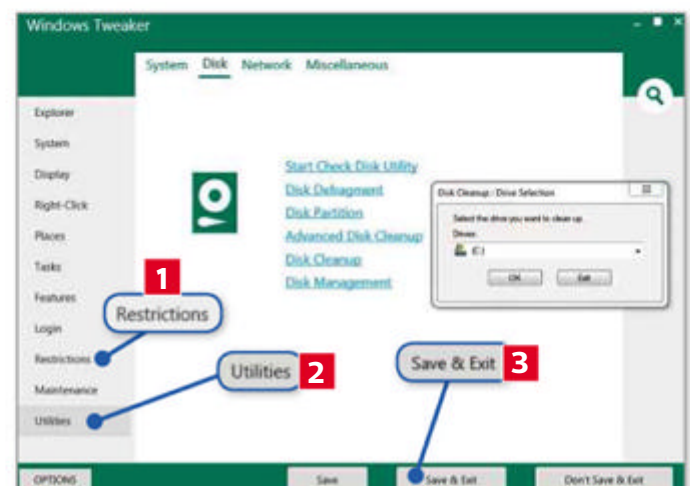 Windows Tweaker
System Disk Network Miscellaneous
Explorer
System
Display
Right-Click
Places
Tasks
Features
Login
Restrictions
Maintenance
Utilities
Start Check Disk Utility
Disk Defragment
Disk Partition
Advanced Disk Cleanup
Disk Cleanup
Disk Management
Disk Cleanup : Drive Selection
Select the drive you want to clean up.
Drives:
(C:)
OK Exit
1
Restrictions
Utilities 2
Save & Exit 3
OPTIONS Save Save & Exit Don't Save & Exit